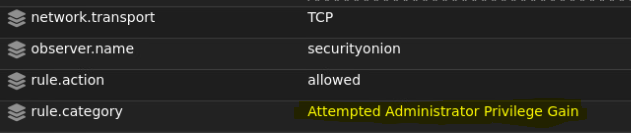 network.transport TCP
observer.name securityonion
rule.action allowed
rule.category Attempted Administrator Privilege Gain